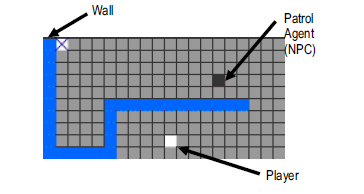 Wall
Patrol
Agent
(NPC)
Player